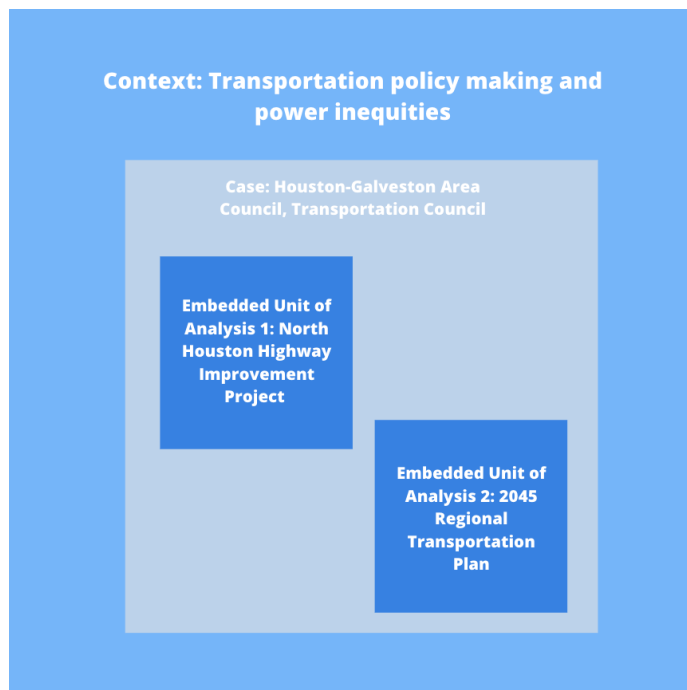 Context: Transportation policy making and
power inequities
Case: Houston-Galveston Area
Council, Transportation Council
Embedded Unit of
Analysis 1: North
Houston Highway
Improvement
Project
Embedded Unit of
Analysis 2: 2045
Regional
Transportation
Plan